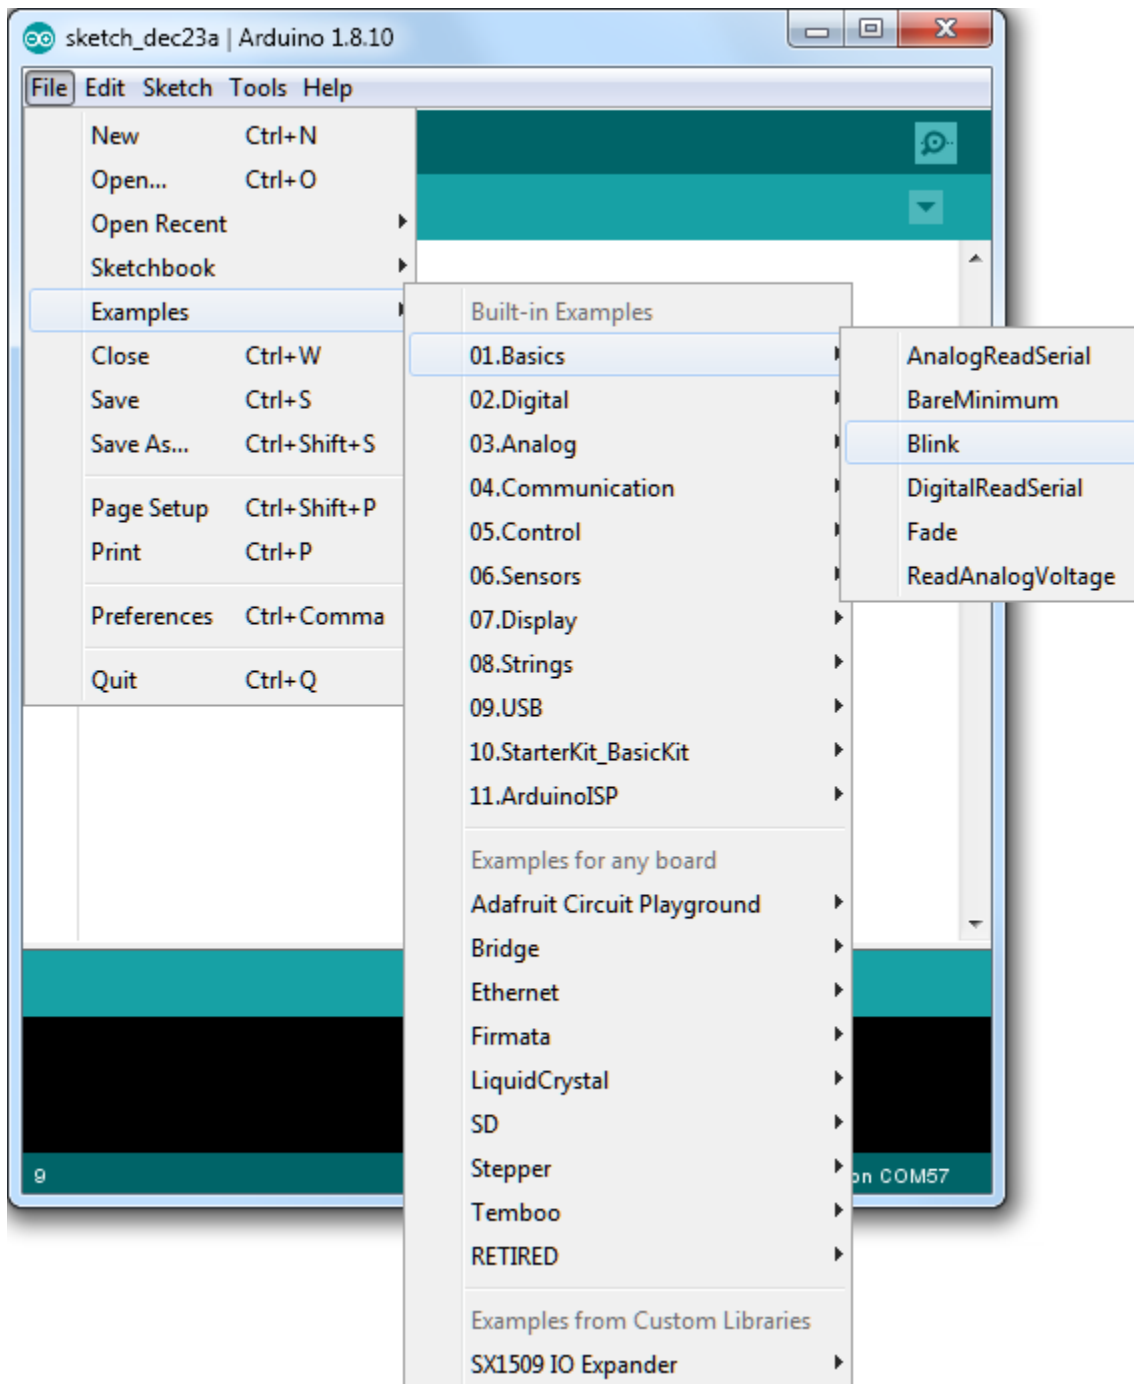 sketch_dec23a | Arduino 1.8.10
File Edit Sketch Tools Help
New Ctrl+N
Open... Ctrl+O
Open Recent
Sketchbook
Examples
Close Ctrl+W
Save Ctrl+S
Save As... Ctrl+Shift+S
Page Setup Ctrl+Shift+P
Print Ctrl+P
Preferences Ctrl+Comma
Quit Ctrl+Q
Built-in Examples
01.Basics
02.Digital
03.Analog
04.Communication
05.Control
06.Sensors
07.Display
08.Strings
09.USB
10.StarterKit_BasicKit
11.ArduinoISP
Examples for any board
Adafruit Circuit Playground
Bridge
Ethernet
Firmata
LiquidCrystal
SD
Stepper
Temboo
RETIRED
Examples from Custom Libraries
SX1509 IO Expander
AnalogReadSerial
BareMinimum
Blink
DigitalReadSerial
Fade
ReadAnalogVoltage
9 on COM57